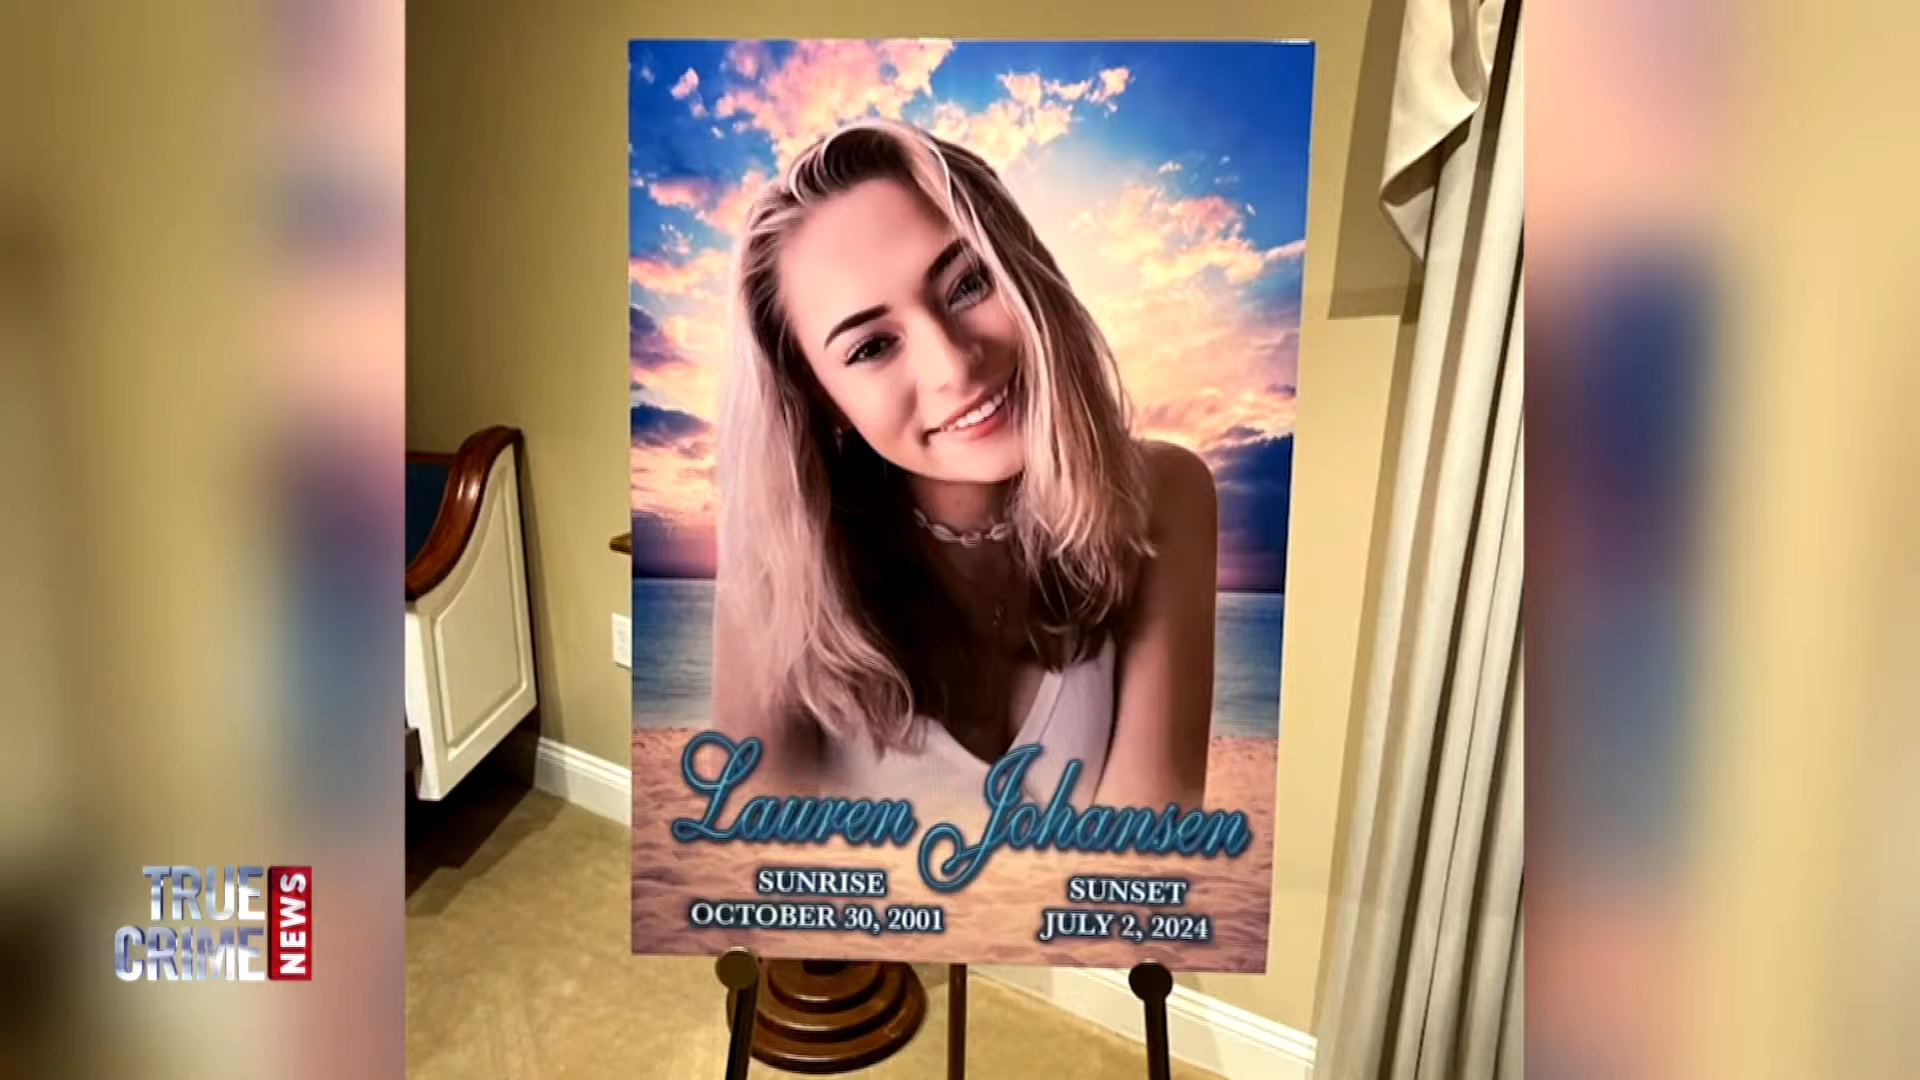 Lauren Johansen
SUNRISE
OCTOBER 30, 2001
SUNSET
JULY 2, 2024
TRUE
CRIME
NEWS